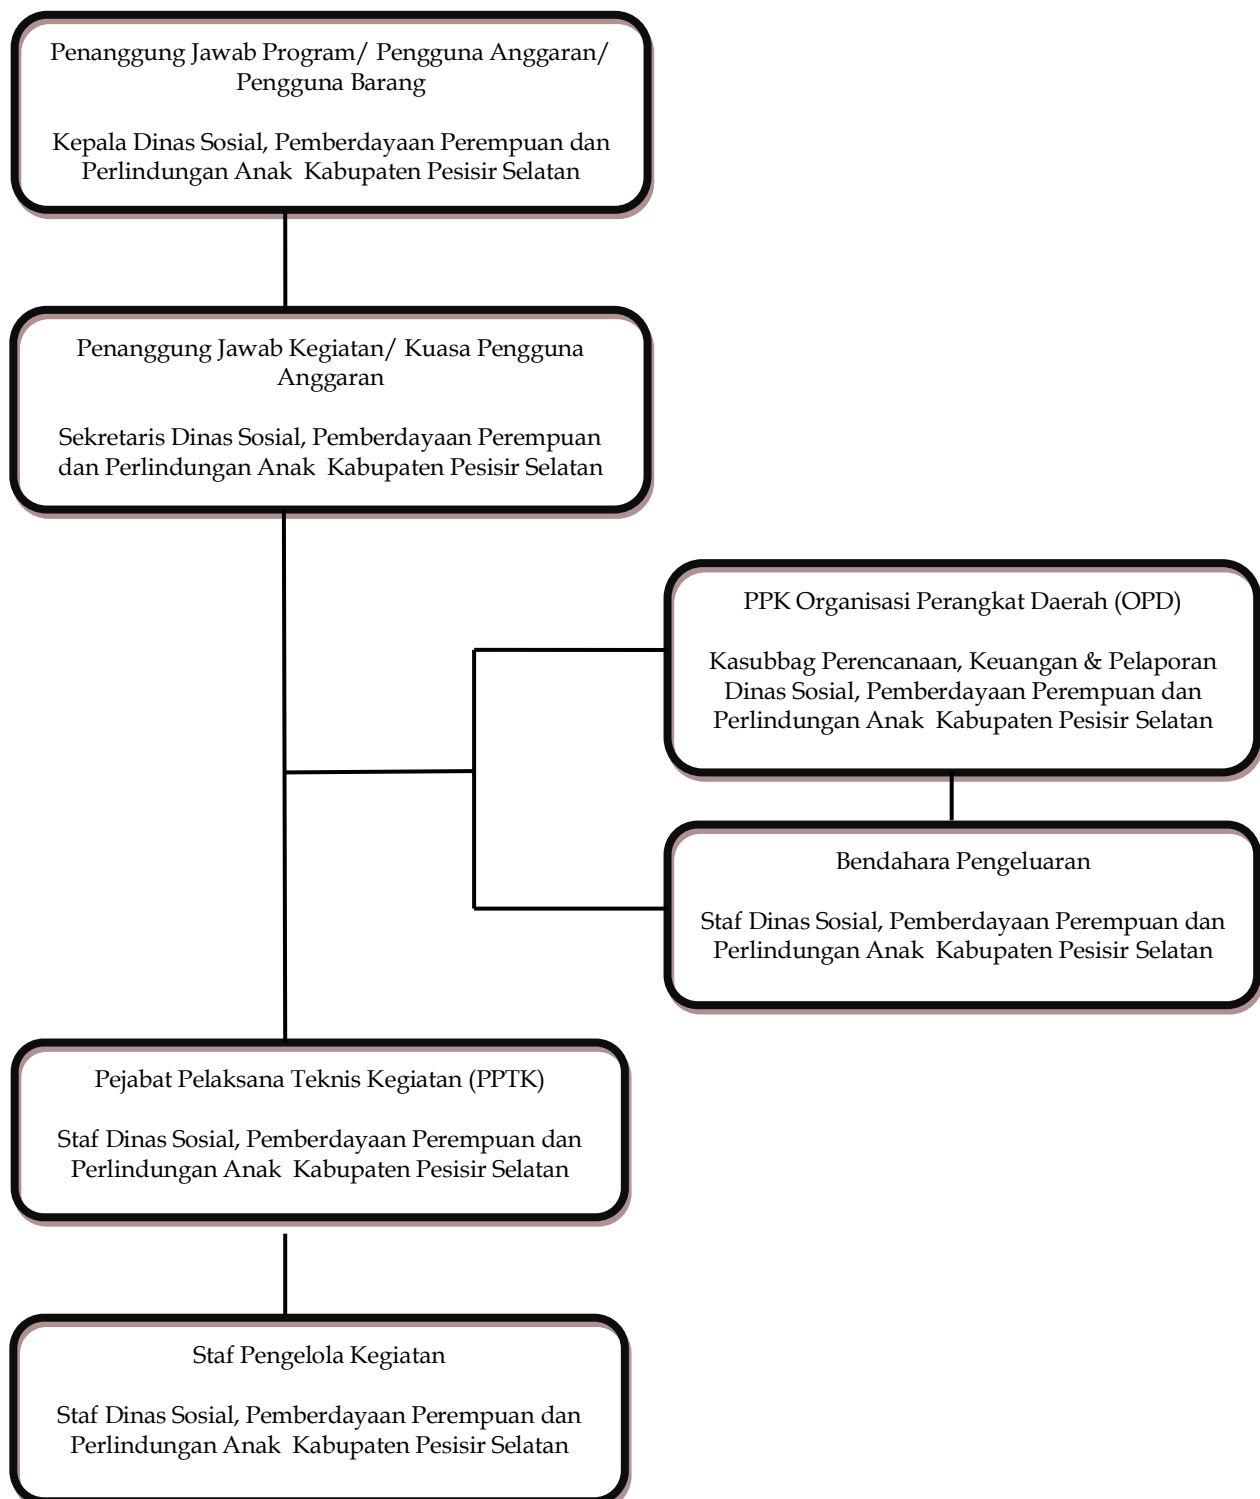 Penanggung Jawab Program/ Pengguna Anggaran/
Pengguna Barang
Kepala Dinas Sosial, Pemberdayaan Perempuan dan
Perlindungan Anak  Kabupaten Pesisir Selatan
Penanggung Jawab Kegiatan/ Kuasa Pengguna
Anggaran
Sekretaris Dinas Sosial, Pemberdayaan Perempuan
dan Perlindungan Anak  Kabupaten Pesisir Selatan
PPK Organisasi Perangkat Daerah (OPD)
Kasubbag Perencanaan, Keuangan & Pelaporan
Dinas Sosial, Pemberdayaan Perempuan dan
Perlindungan Anak  Kabupaten Pesisir Selatan
Bendahara Pengeluaran
Staf Dinas Sosial, Pemberdayaan Perempuan dan
Perlindungan Anak  Kabupaten Pesisir Selatan
Pejabat Pelaksana Teknis Kegiatan (PPTK)
Staf Dinas Sosial, Pemberdayaan Perempuan dan
Perlindungan Anak  Kabupaten Pesisir Selatan
Staf Pengelola Kegiatan
Staf Dinas Sosial, Pemberdayaan Perempuan dan
Perlindungan Anak  Kabupaten Pesisir Selatan